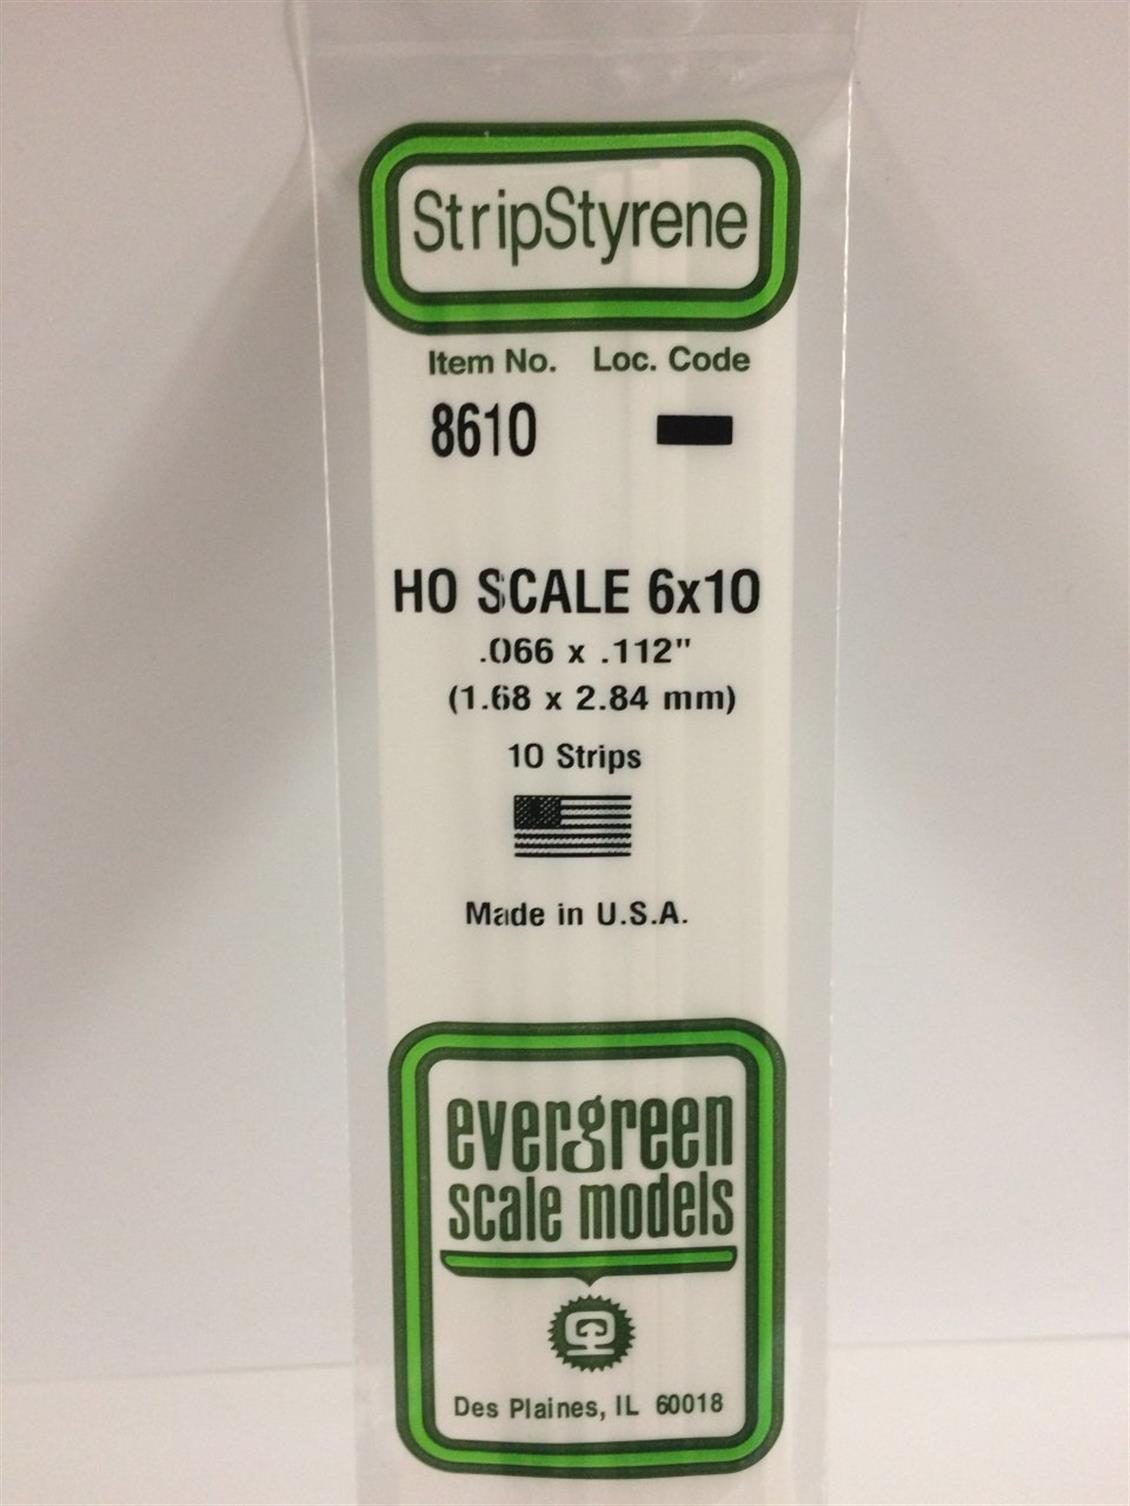 StripStyrene
Item No. Loc. Code
8610
HO SCALE 6x10
.066 x .112"
(1.68 x 2.84 mm)
10 Strips
Made in U.S.A.
evergreen
scale models
Des Plaines, IL 60018